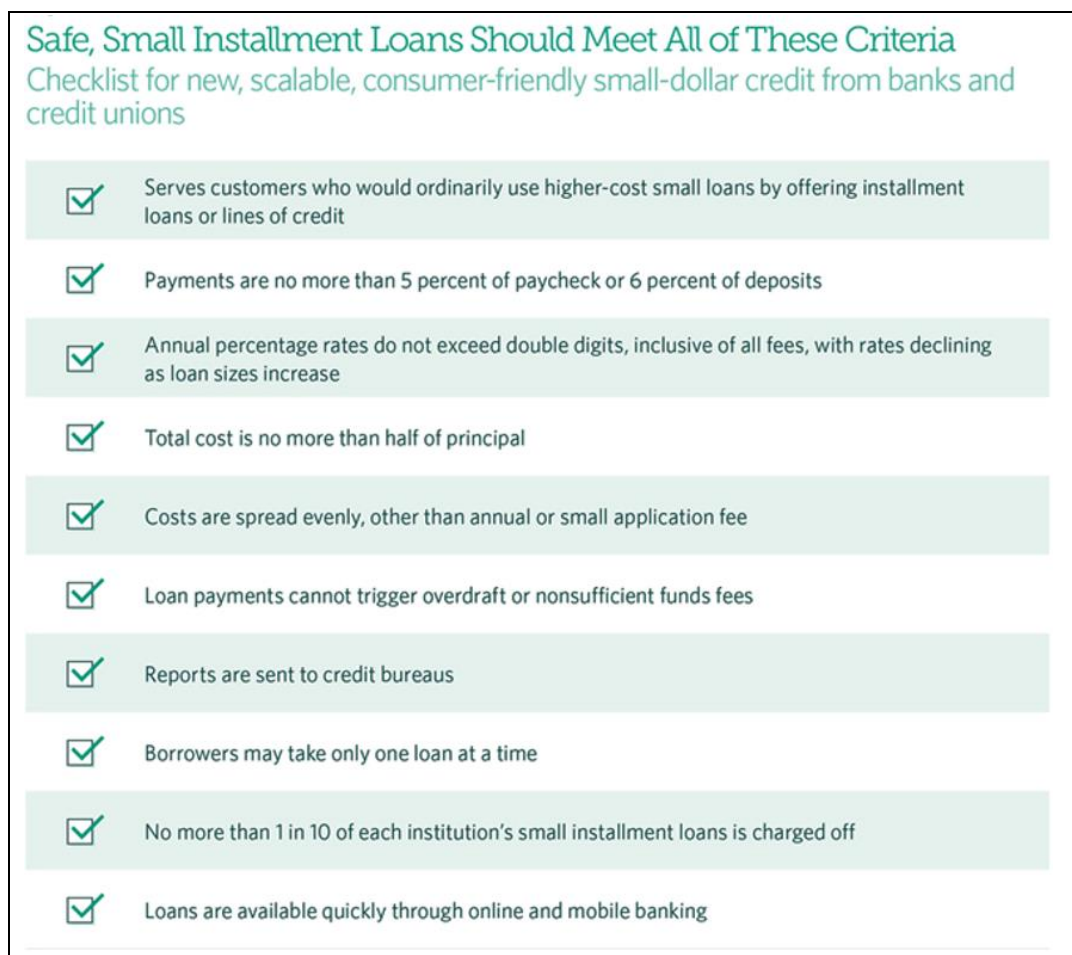 Safe, Small Installment Loans Should Meet All of These Criteria
Checklist for new, scalable, consumer-friendly small-dollar credit from banks and
credit unions
Serves customers who would ordinarily use higher-cost small loans by offering installment
loans or lines of credit
Payments are no more than 5 percent of paycheck or 6 percent of deposits
Annual percentage rates do not exceed double digits, inclusive of all fees, with rates declining
as loan sizes increase
Total cost is no more than half of principal
Costs are spread evenly, other than annual or small application fee
Loan payments cannot trigger overdraft or nonsufficient funds fees
Reports are sent to credit bureaus
Borrowers may take only one loan at a time
No more than 1 in 10 of each institution's small installment loans is charged off
Loans are available quickly through online and mobile banking